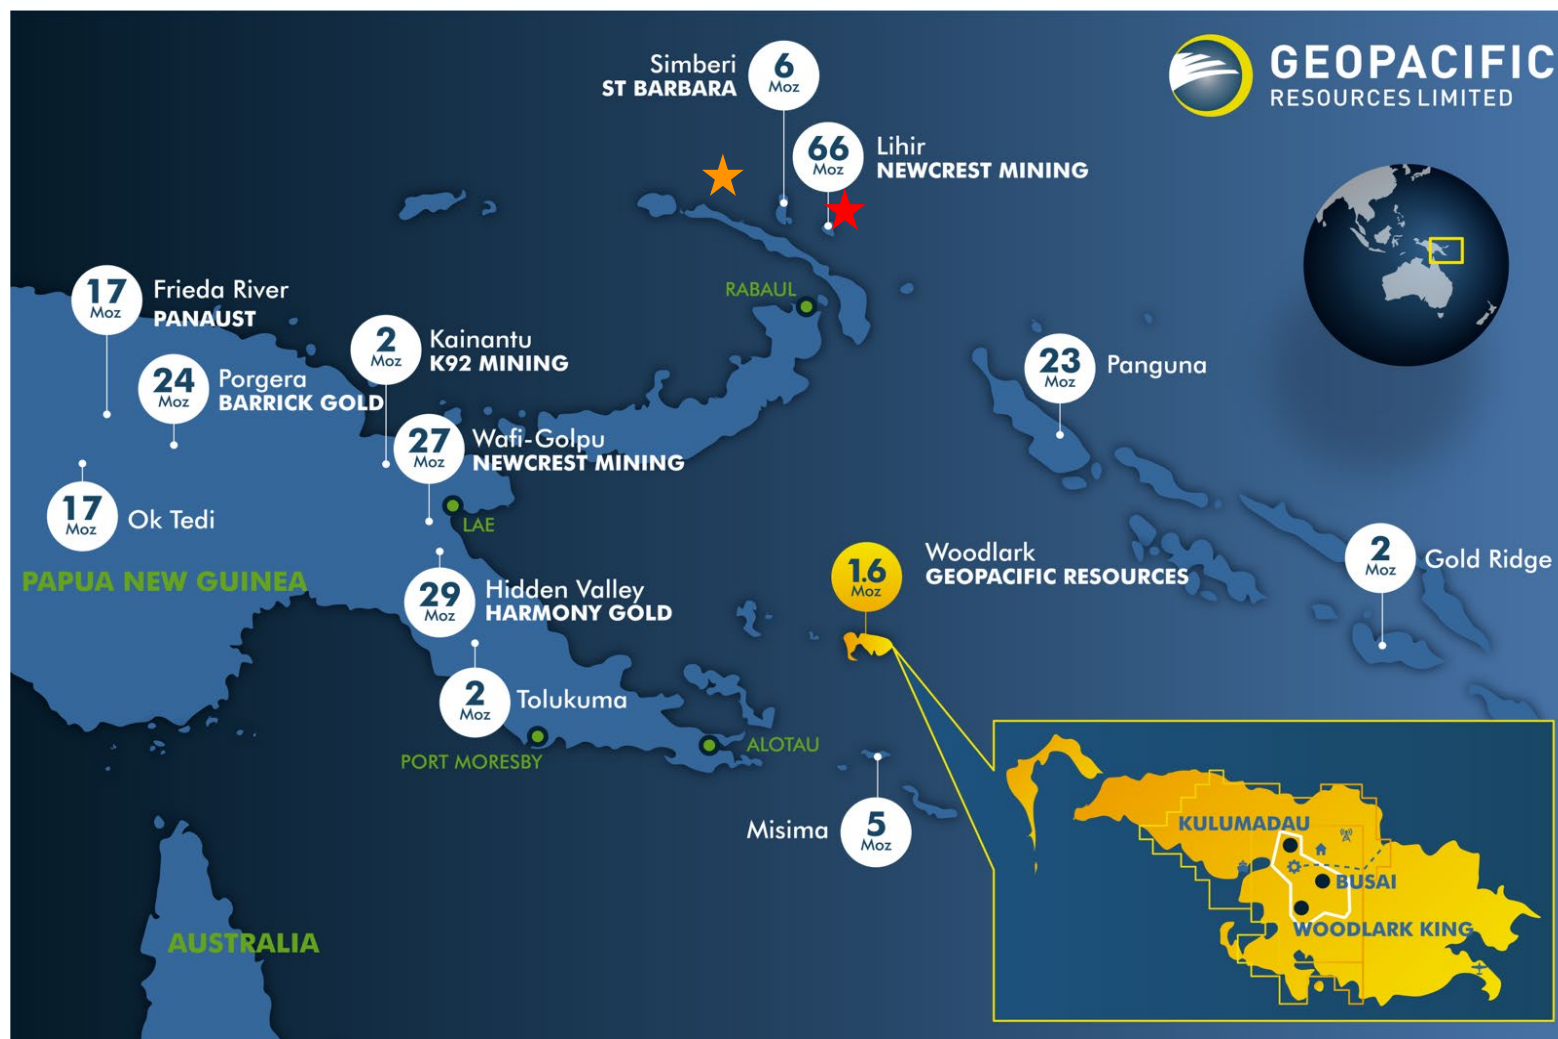 GEOPACIFIC
RESOURCES LIMITED
Simberi
ST BARBARA
6
Moz
66
Moz
Lihir
NEWCREST MINING
RABAUL
17
Moz
Frieda River
PANAUST
2
Moz
Kainantu
K92 MINING
24
Moz
Porgera
BARRICK GOLD
23
Moz
Panguna
27
Moz
Wafi-Golpu
NEWCREST MINING
17
Moz
Ok Tedi
LAE
PAPUA NEW GUINEA
29
Moz
Hidden Valley
HARMONY GOLD
1.6
Moz
Woodlark
GEOPACIFIC RESOURCES
2
Moz
Gold Ridge
2
Moz
Tolukuma
PORT MORESBY
ALOTAU
Misima
5
Moz
AUSTRALIA
KULUMADAU
BUSAI
WOODLARK KING